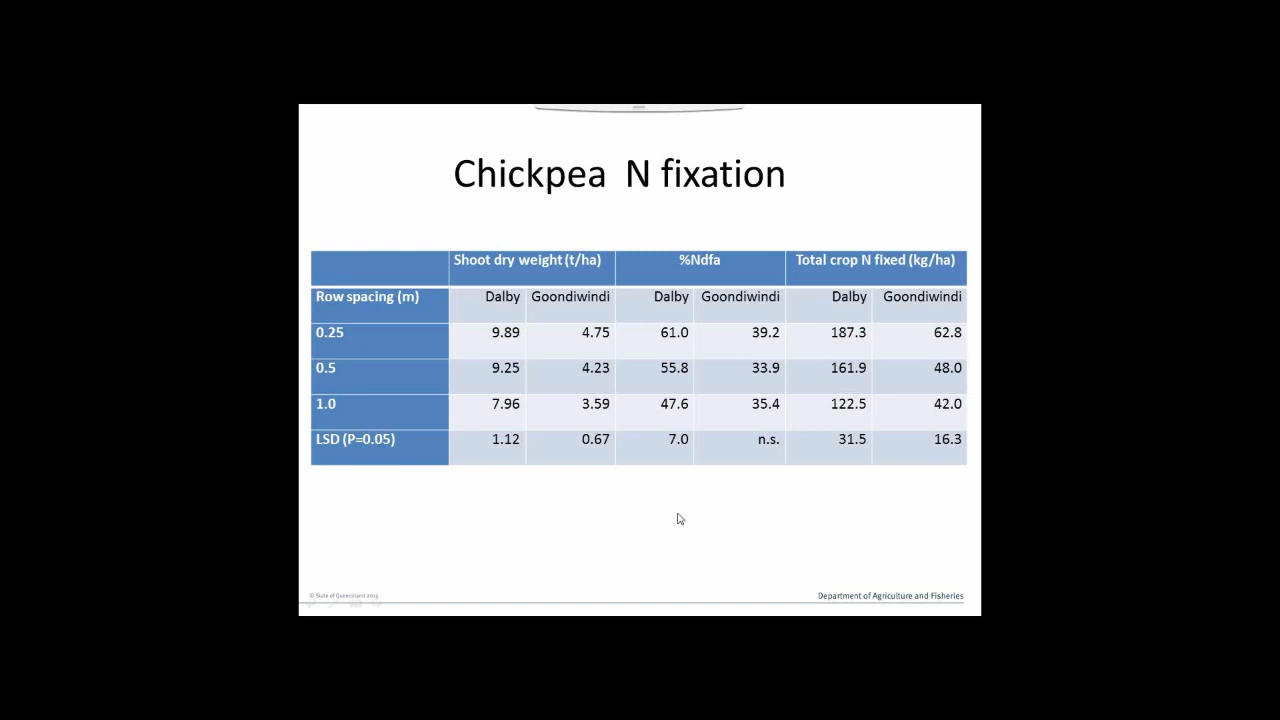 Chickpea N fixation
Shoot dry weight (t/ha) %Ndfa Total crop N fixed (kg/ha)
Row spacing (m) Dalby Goondiwindi Dalby Goondiwindi Dalby Goondiwindi
0.25 9.89 4.75 61.0 39.2 187.3 62.8
0.5 9.25 4.23 55.8 33.9 161.9 48.0
1.0 7.96 3.59 47.6 35.4 122.5 42.0
LSD (P=0.05) 1.12 0.67 7.0 n.s. 31.5 16.3
© State of Queensland 2015 Department of Agriculture and Fisheries